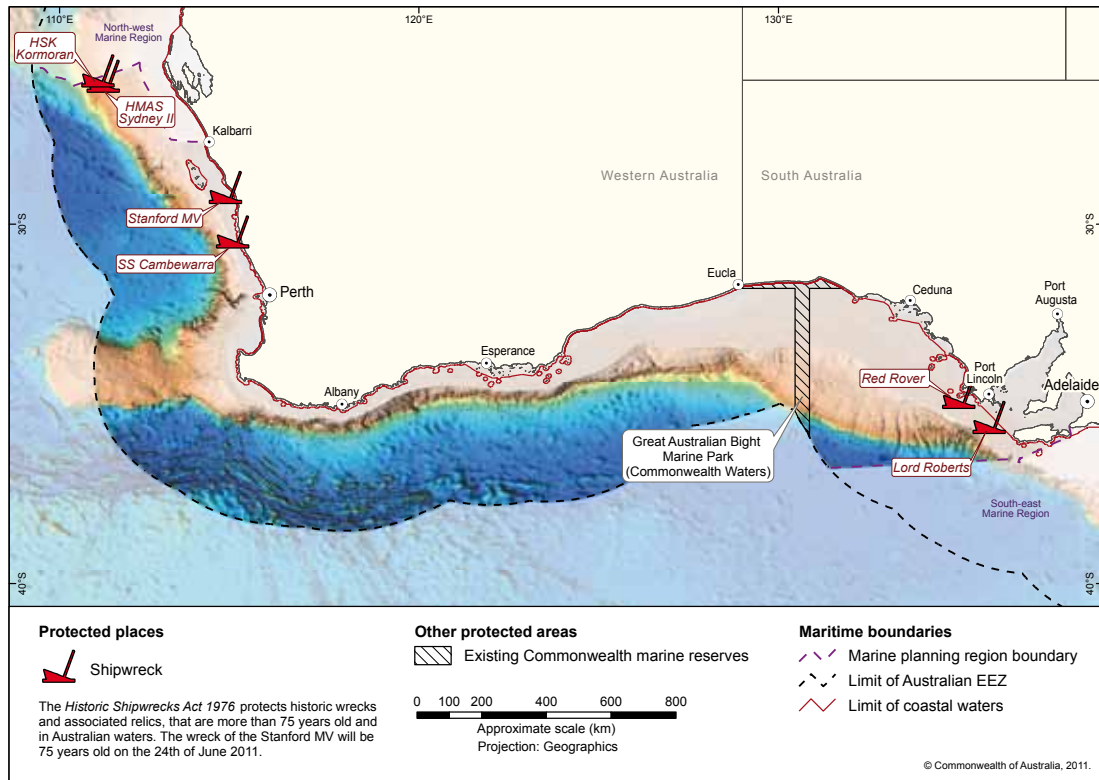 110°E
120°E
130°E
North-west
Marine Region
HSK
Kormoran
HMAS
Sydney II
Kalbarri
Western Australia
South Australia
Stanford MV
30°S
30°S
SS Cambewarra
Perth
Eucla
Ceduna
Port
Augusta
Esperance
Albany
Red Rover
Port
Lincoln
Adelaide
Great Australian Bight
Marine Park
(Commonwealth Waters)
Lord Roberts
South-east
Marine Region
40°S
40°S
Protected places
Shipwreck
The Historic Shipwrecks Act 1976 protects historic wrecks
and associated relics, that are more than 75 years old and
in Australian waters. The wreck of the Stanford MV will be
75 years old on the 24th of June 2011.
Other protected areas
Existing Commonwealth marine reserves
0 100 200 400 600 800
Approximate scale (km)
Projection: Geographics
Maritime boundaries
Marine planning region boundary
Limit of Australian EEZ
Limit of coastal waters
© Commonwealth of Australia, 2011.